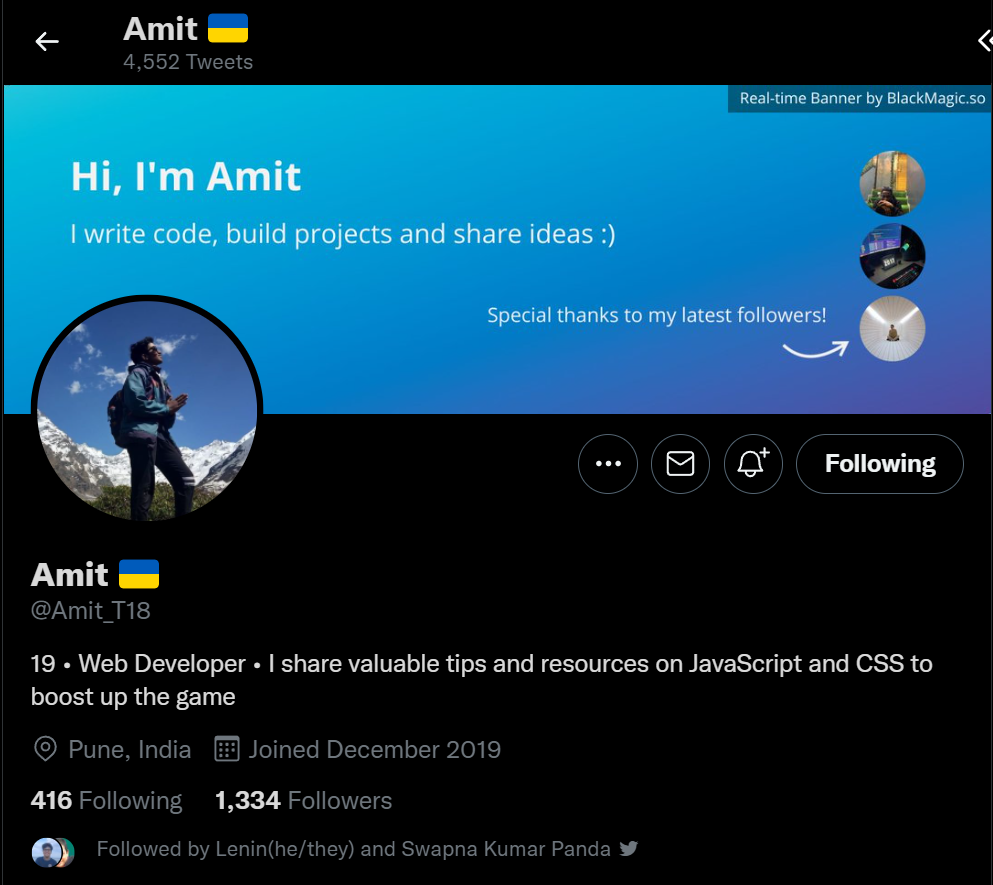 Amit 🇺🇦
4,552 Tweets
Real-time Banner by BlackMagic.so
Hi, I'm Amit
I write code, build projects and share ideas :)
Special thanks to my latest followers!
Following
Amit 🇺🇦
@Amit_T18
19 • Web Developer • I share valuable tips and resources on JavaScript and CSS to
boost up the game
Pune, India Joined December 2019
416 Following 1,334 Followers
Followed by Lenin(he/they) and Swapna Kumar Panda